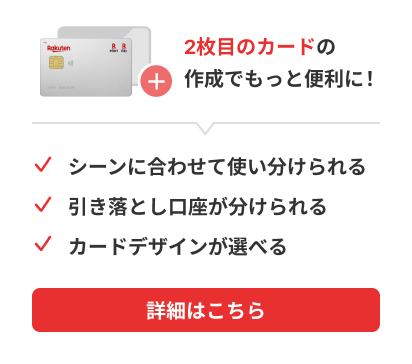 Rakuten
2枚目のカードの
作成でもっと便利に！
シーンに合わせて使い分けられる
引き落とし口座が分けられる
カードデザインが選べる
詳細はこちら